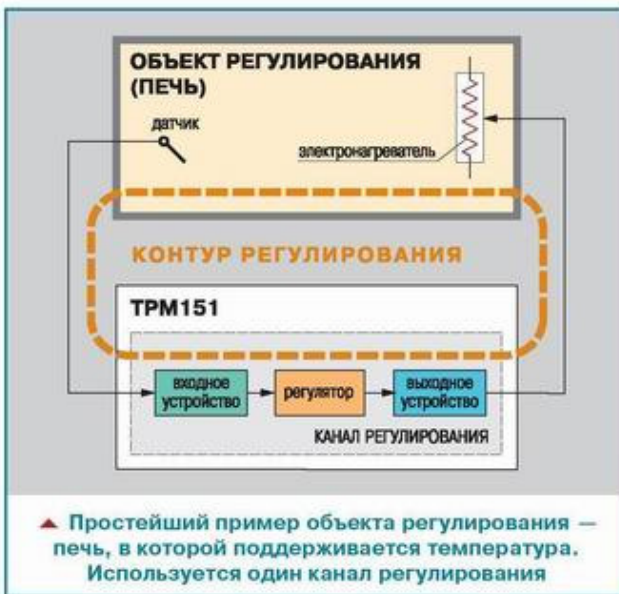 ОБЪЕКТ РЕГУЛИРОВАНИЯ
(ПЕЧЬ)
датчик
электронагреватель
КОНТУР РЕГУЛИРОВАНИЯ
ТРМ151
входное
устройство
регулятор
выходное
устройство
КАНАЛ РЕГУЛИРОВАНИЯ
▲ Простейший пример объекта регулирования —
печь, в которой поддерживается температура.
Используется один канал регулирования